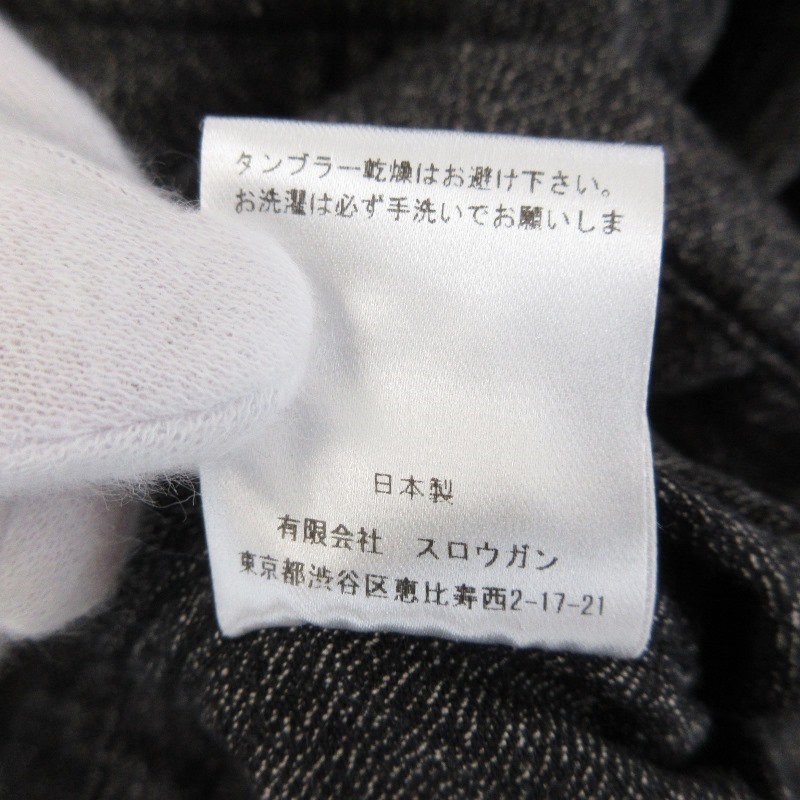 タンブラー乾燥はお避け下さい。
お洗濯は必ず手洗いでお願いしま
日本製
有限会社　スロウガン
東京都渋谷区恵比寿西2-17-21